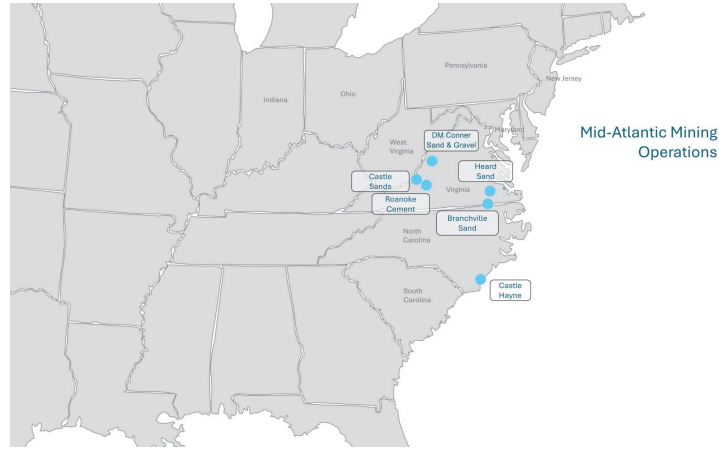 Mid-Atlantic Mining
Operations
Pennsylvania
New Jersey
Ohio
Indiana
Maryland
West
Virginia
DM Conner
Sand & Gravel
Castle
Sands
Roanoke
Cement
Virginia
Heard
Sand
Branchville
Sand
North
Carolina
South
Carolina
Castle
Hayne